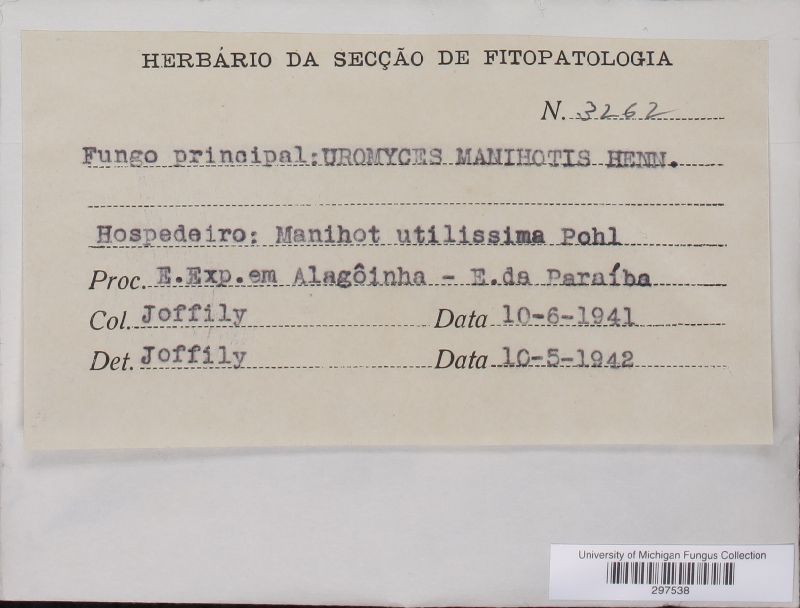 HERBÁRIO DA SECÇÃO DE FITOPATOLOGIA
N. 3262
Fungo principal: UROMYCES MANIHOTIS HENN.
Hospedeiro: Manihot utilissima Pohl
Proc. E.Exp.em Alagôinha - E.da Paraíba
Col. Joffily Data 10-6-1941
Det. Joffily Data 10-5-1942
University of Michigan Fungus Collection
297538